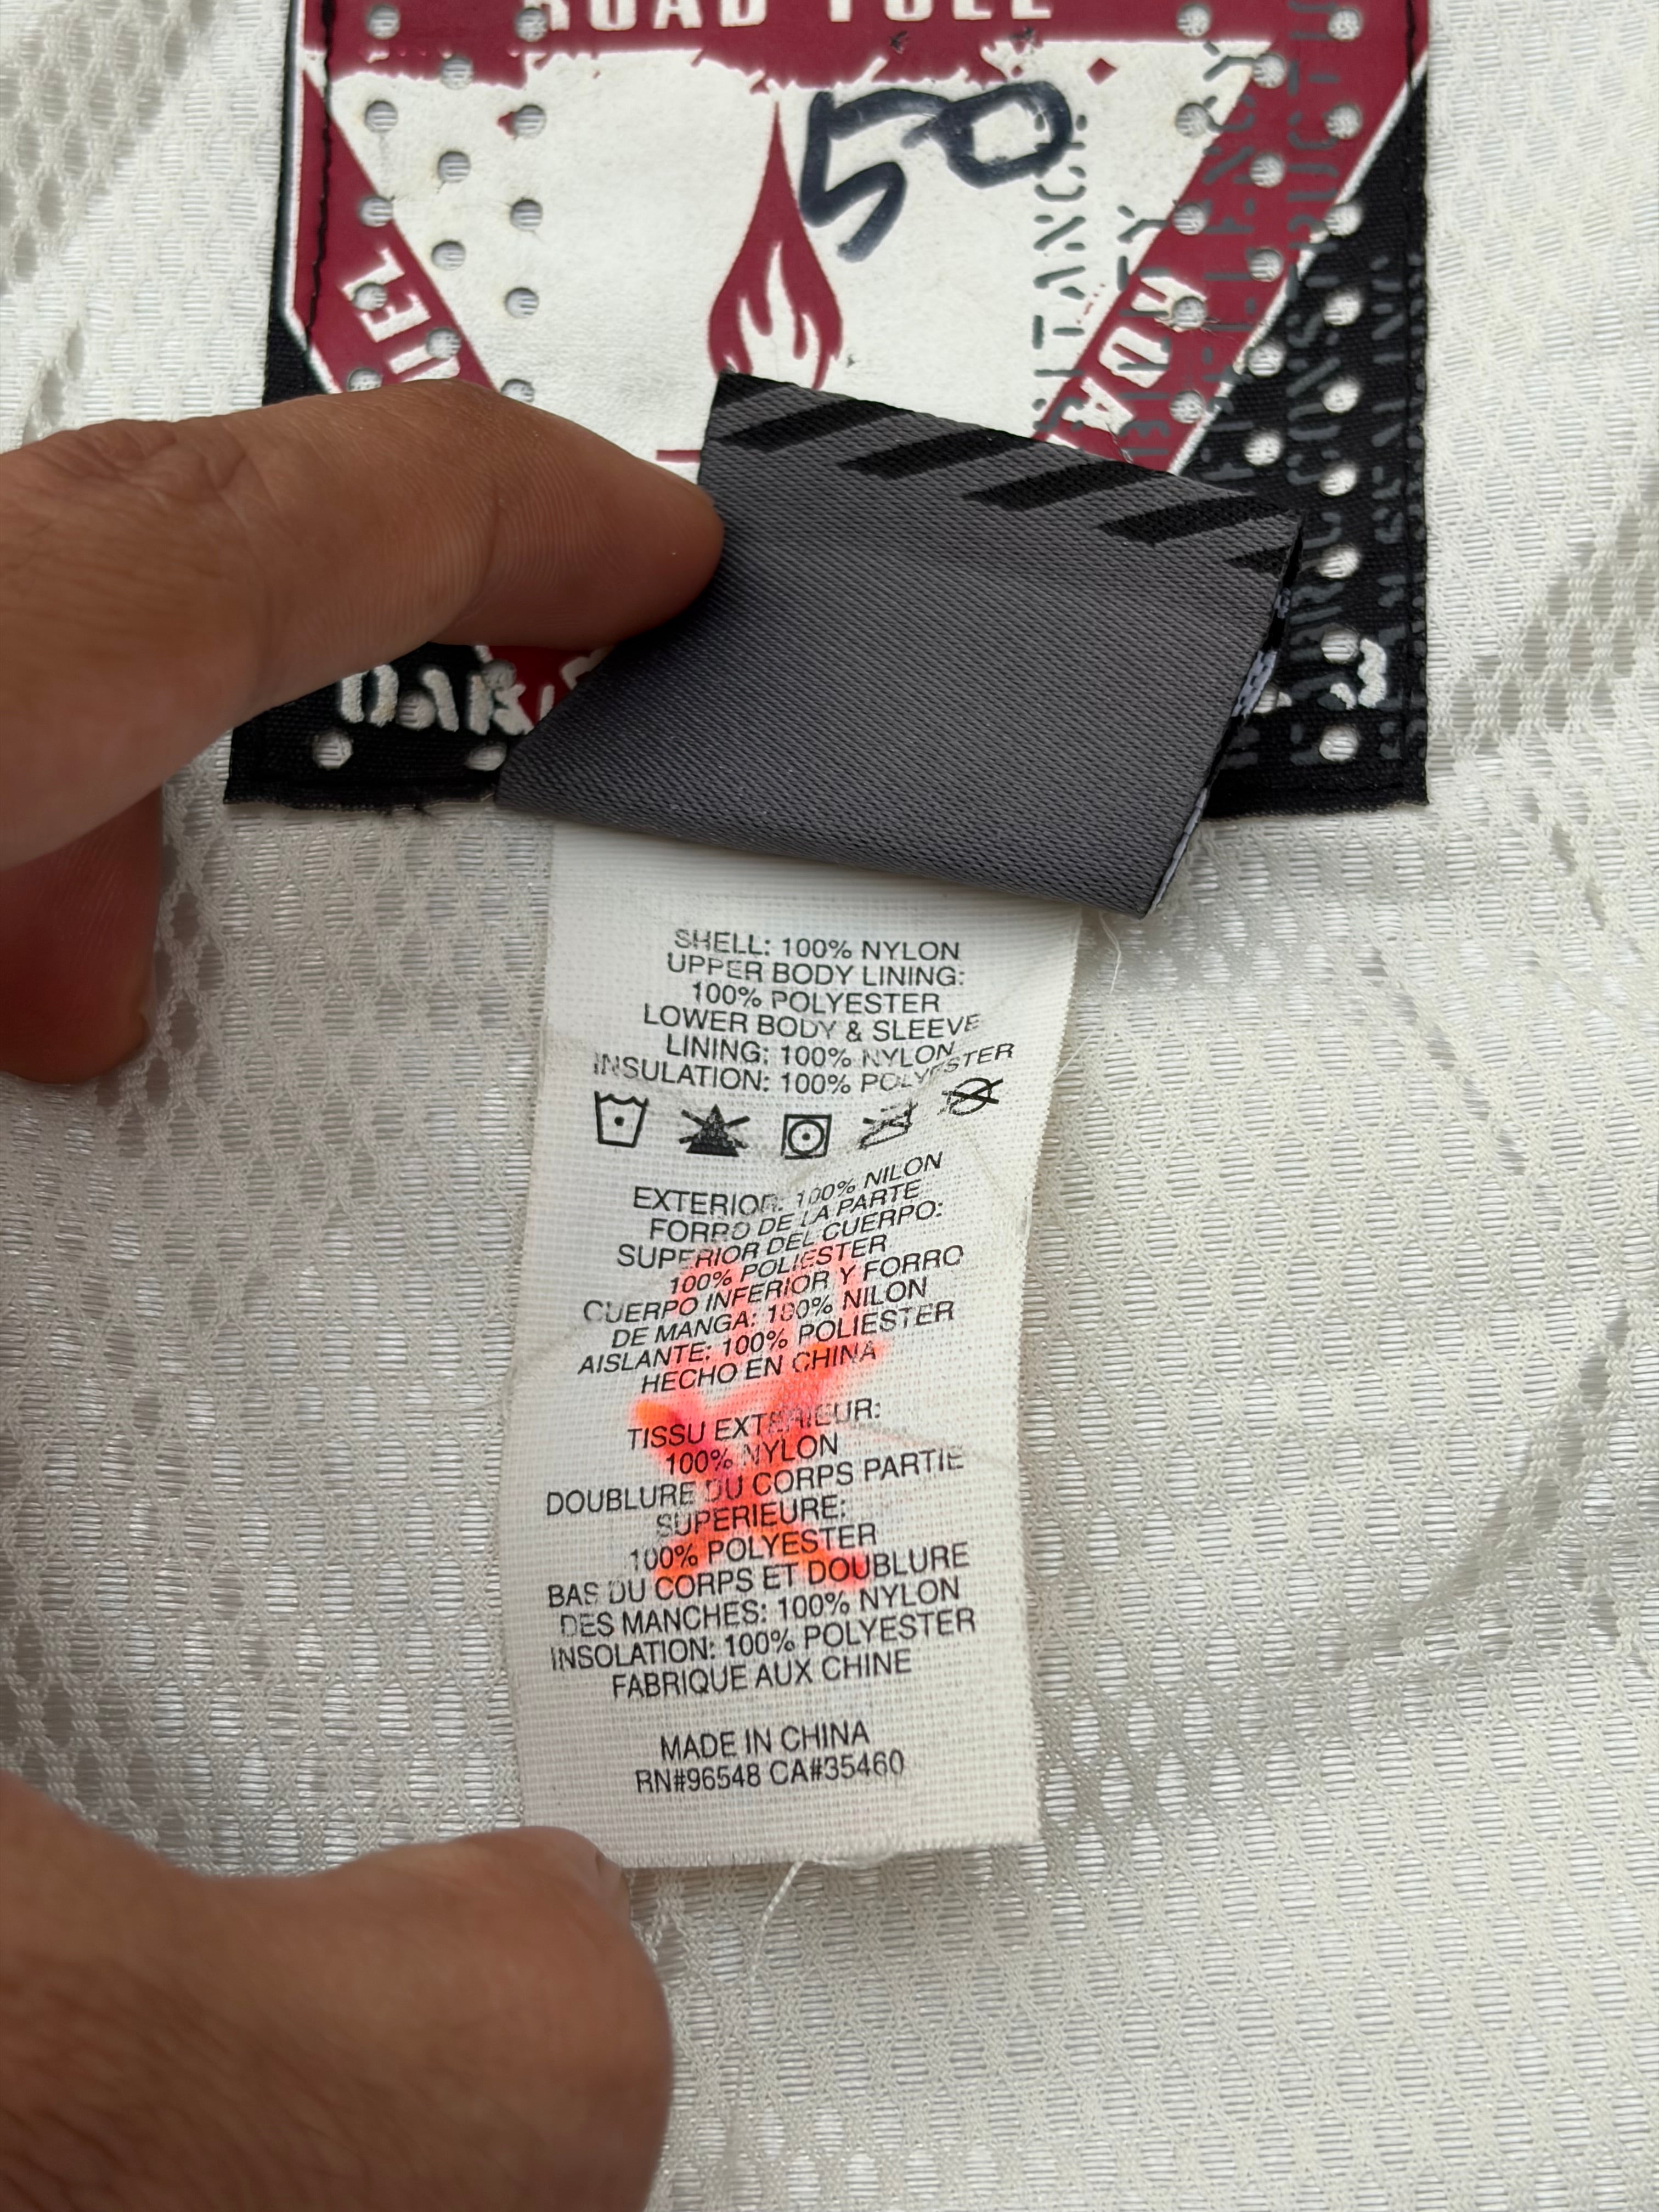 50
SHELL: 100% NYLON
UPPER BODY LINING:
100% POLYESTER
LOWER BODY & SLEEVE
LINING: 100% NYLON
INSULATION: 100% POLYESTER
EXTERIOR: 100% NILON
FORRO DE LA PARTE
SUPERIOR DEL CUERPO:
100% POLIESTER
CUERPO INFERIOR Y FORRO
DE MANGA: 100% NILON
AISLANTE: 100% POLIESTER
HECHO EN CHINA
TISSU EXTERIEUR:
100% NYLON
DOUBLURE DU CORPS PARTIE
SUPERIEURE:
100% POLYESTER
BAS DU CORPS ET DOUBLURE
DES MANCHES: 100% NYLON
INSOLATION: 100% POLYESTER
FABRIQUE AUX CHINE
MADE IN CHINA
RN#96548 CA#35460